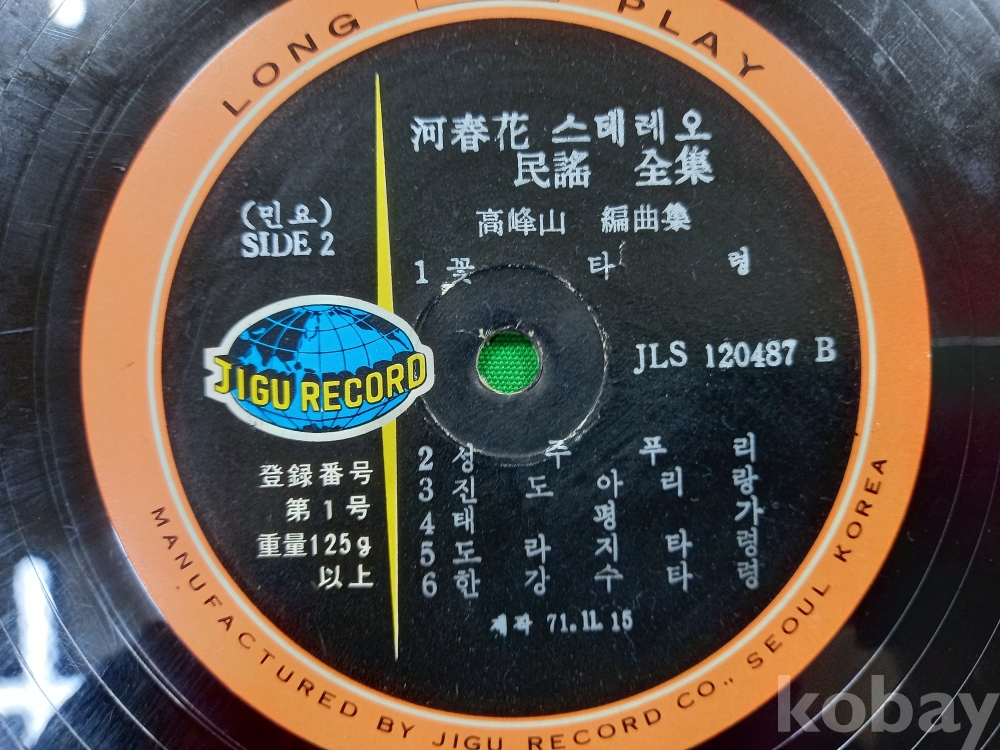 LONG PLAY
河春花 스테레오
民謠 全集
高峰山 編曲集
(민요)
SIDE 2
1 꽃 타 령
JIGU RECORD
JLS 120487 B
2 성 주 푸 리
3 진 도 아 리 랑
4 태 평 가
5 도 라 지 타 령
6 한 강 수 타 령
登録番号
第1号
重量125g
以上
제작 71.11.15
MANUFACTURED BY JIGU RECORD CO., SEOUL KOREA
kobay